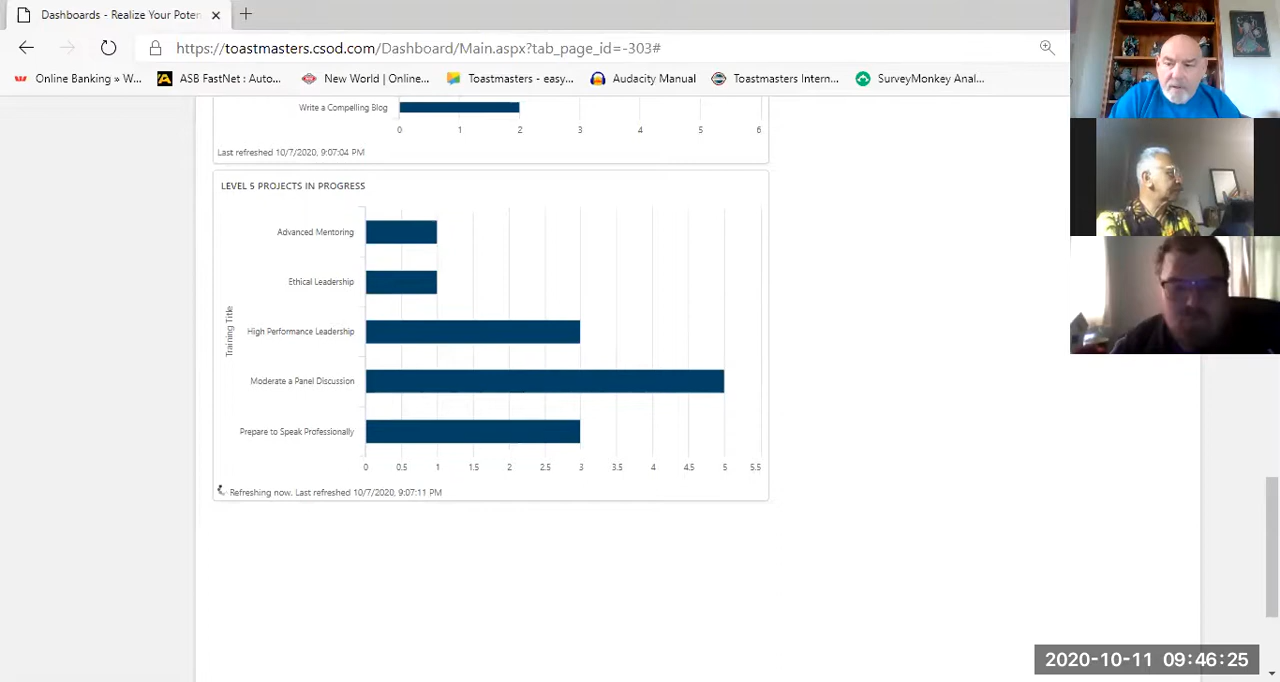 Dashboards - Realize Your Poten
https://toastmasters.csod.com/Dashboard/Main.aspx?tab_page_id=-303#
Online Banking » W...
ASB FastNet : Auto...
New World | Online...
Toastmasters - easy...
Audacity Manual
Toastmasters Intern...
SurveyMonkey Anal...
Write a Compelling Blog
0 1 2 3 4 5 6
Last refreshed 10/7/2020, 9:07:04 PM
LEVEL 5 PROJECTS IN PROGRESS
Training Title
Advanced Mentoring
Ethical Leadership
High Performance Leadership
Moderate a Panel Discussion
Prepare to Speak Professionally
0 0.5 1 1.5 2 2.5 3 3.5 4 4.5 5 5.5
Refreshing now. Last refreshed 10/7/2020, 9:07:11 PM
2020-10-11 09:46:25